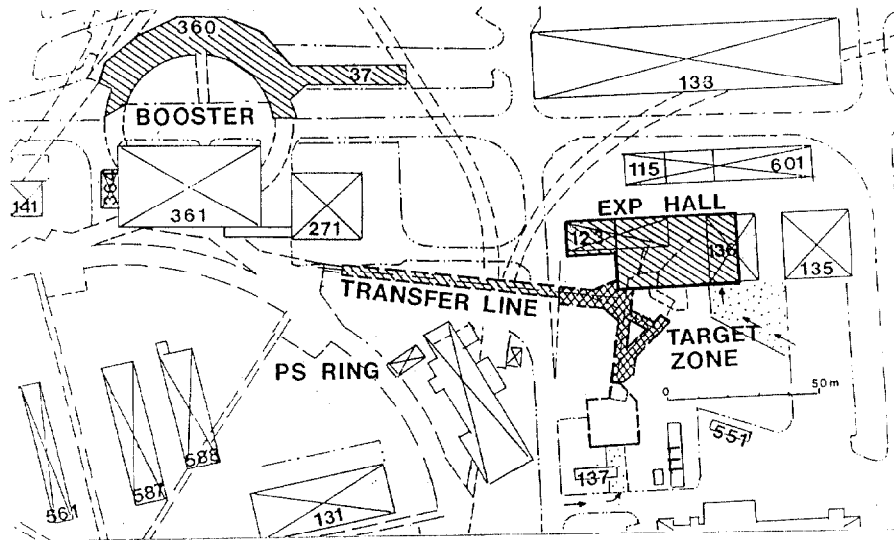 360
37
133
BOOSTER
115
601
141
361
271
EXP HALL
123
136
135
TRANSFER LINE
TARGET
ZONE
PS RING
0
50m
551
588
587
561
131
137